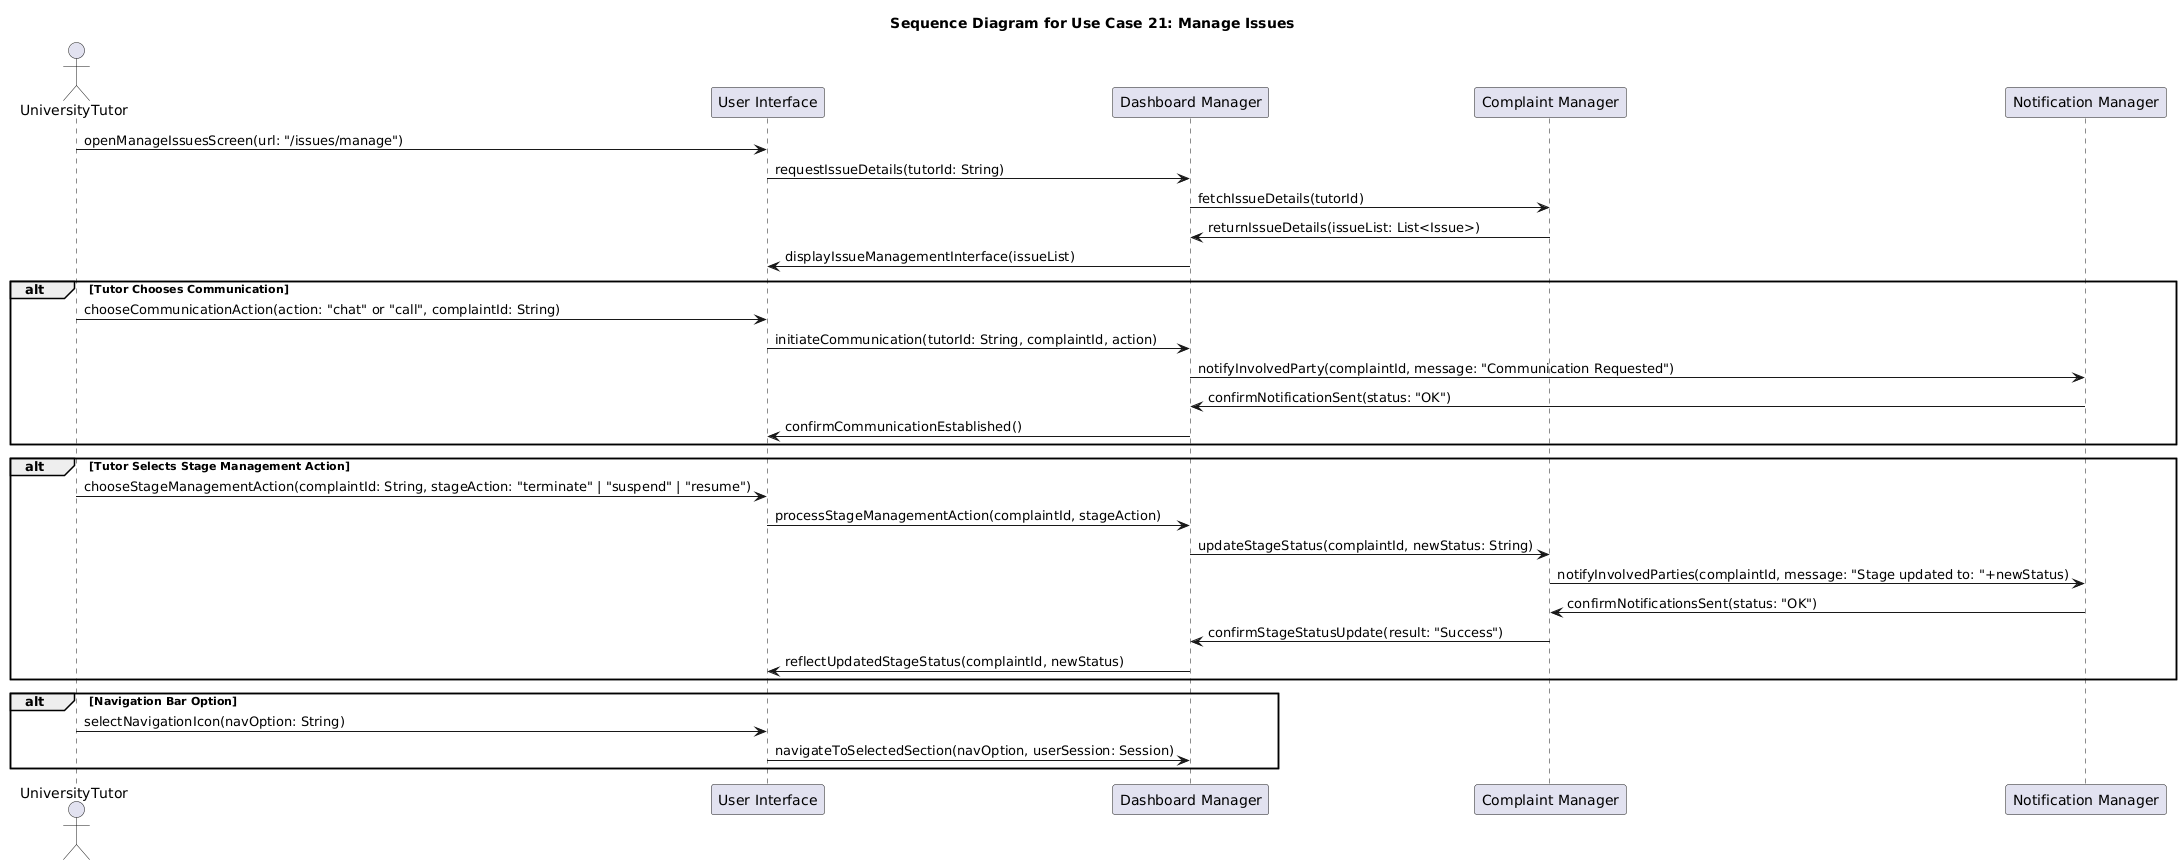 Sequence Diagram for Use Case 21: Manage Issues
UniversityTutor
User Interface
Dashboard Manager
Complaint Manager
Notification Manager
openManageIssuesScreen(url: "/issues/manage")
requestIssueDetails(tutorId: String)
fetchIssueDetails(tutorId)
returnIssueDetails(issueList: List<Issue>)
displayIssueManagementInterface(issueList)
alt [Tutor Chooses Communication]
chooseCommunicationAction(action: "chat" or "call", complaintId: String)
initiateCommunication(tutorId: String, complaintId, action)
notifyInvolvedParty(complaintId, message: "Communication Requested")
confirmNotificationSent(status: "OK")
confirmCommunicationEstablished()
alt [Tutor Selects Stage Management Action]
chooseStageManagementAction(complaintId: String, stageAction: "terminate" | "suspend" | "resume")
processStageManagementAction(complaintId, stageAction)
updateStageStatus(complaintId, newStatus: String)
notifyInvolvedParties(complaintId, message: "Stage updated to: "+newStatus)
confirmNotificationsSent(status: "OK")
confirmStageStatusUpdate(result: "Success")
reflectUpdatedStageStatus(complaintId, newStatus)
alt [Navigation Bar Option]
selectNavigationIcon(navOption: String)
navigateToSelectedSection(navOption, userSession: Session)
UniversityTutor
User Interface
Dashboard Manager
Complaint Manager
Notification Manager